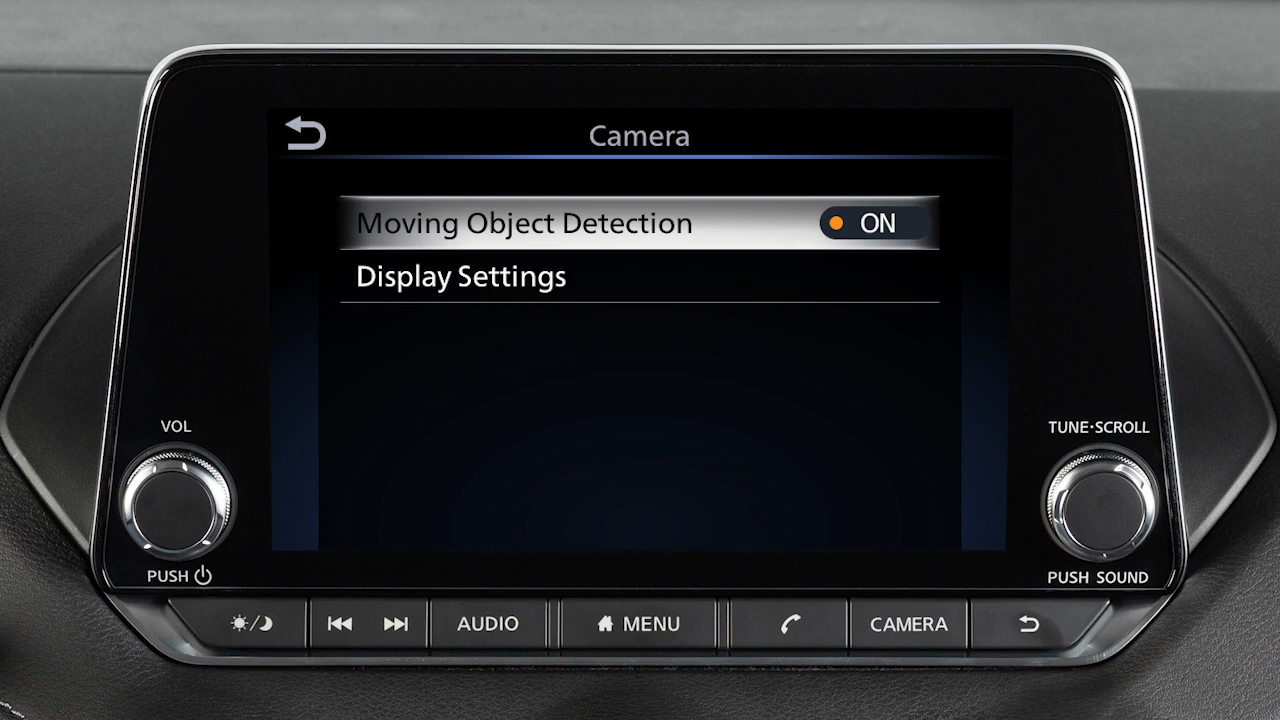 Camera
Moving Object Detection ON
Display Settings
VOL
TUNE·SCROLL
PUSH
PUSH SOUND
AUDIO
MENU
CAMERA